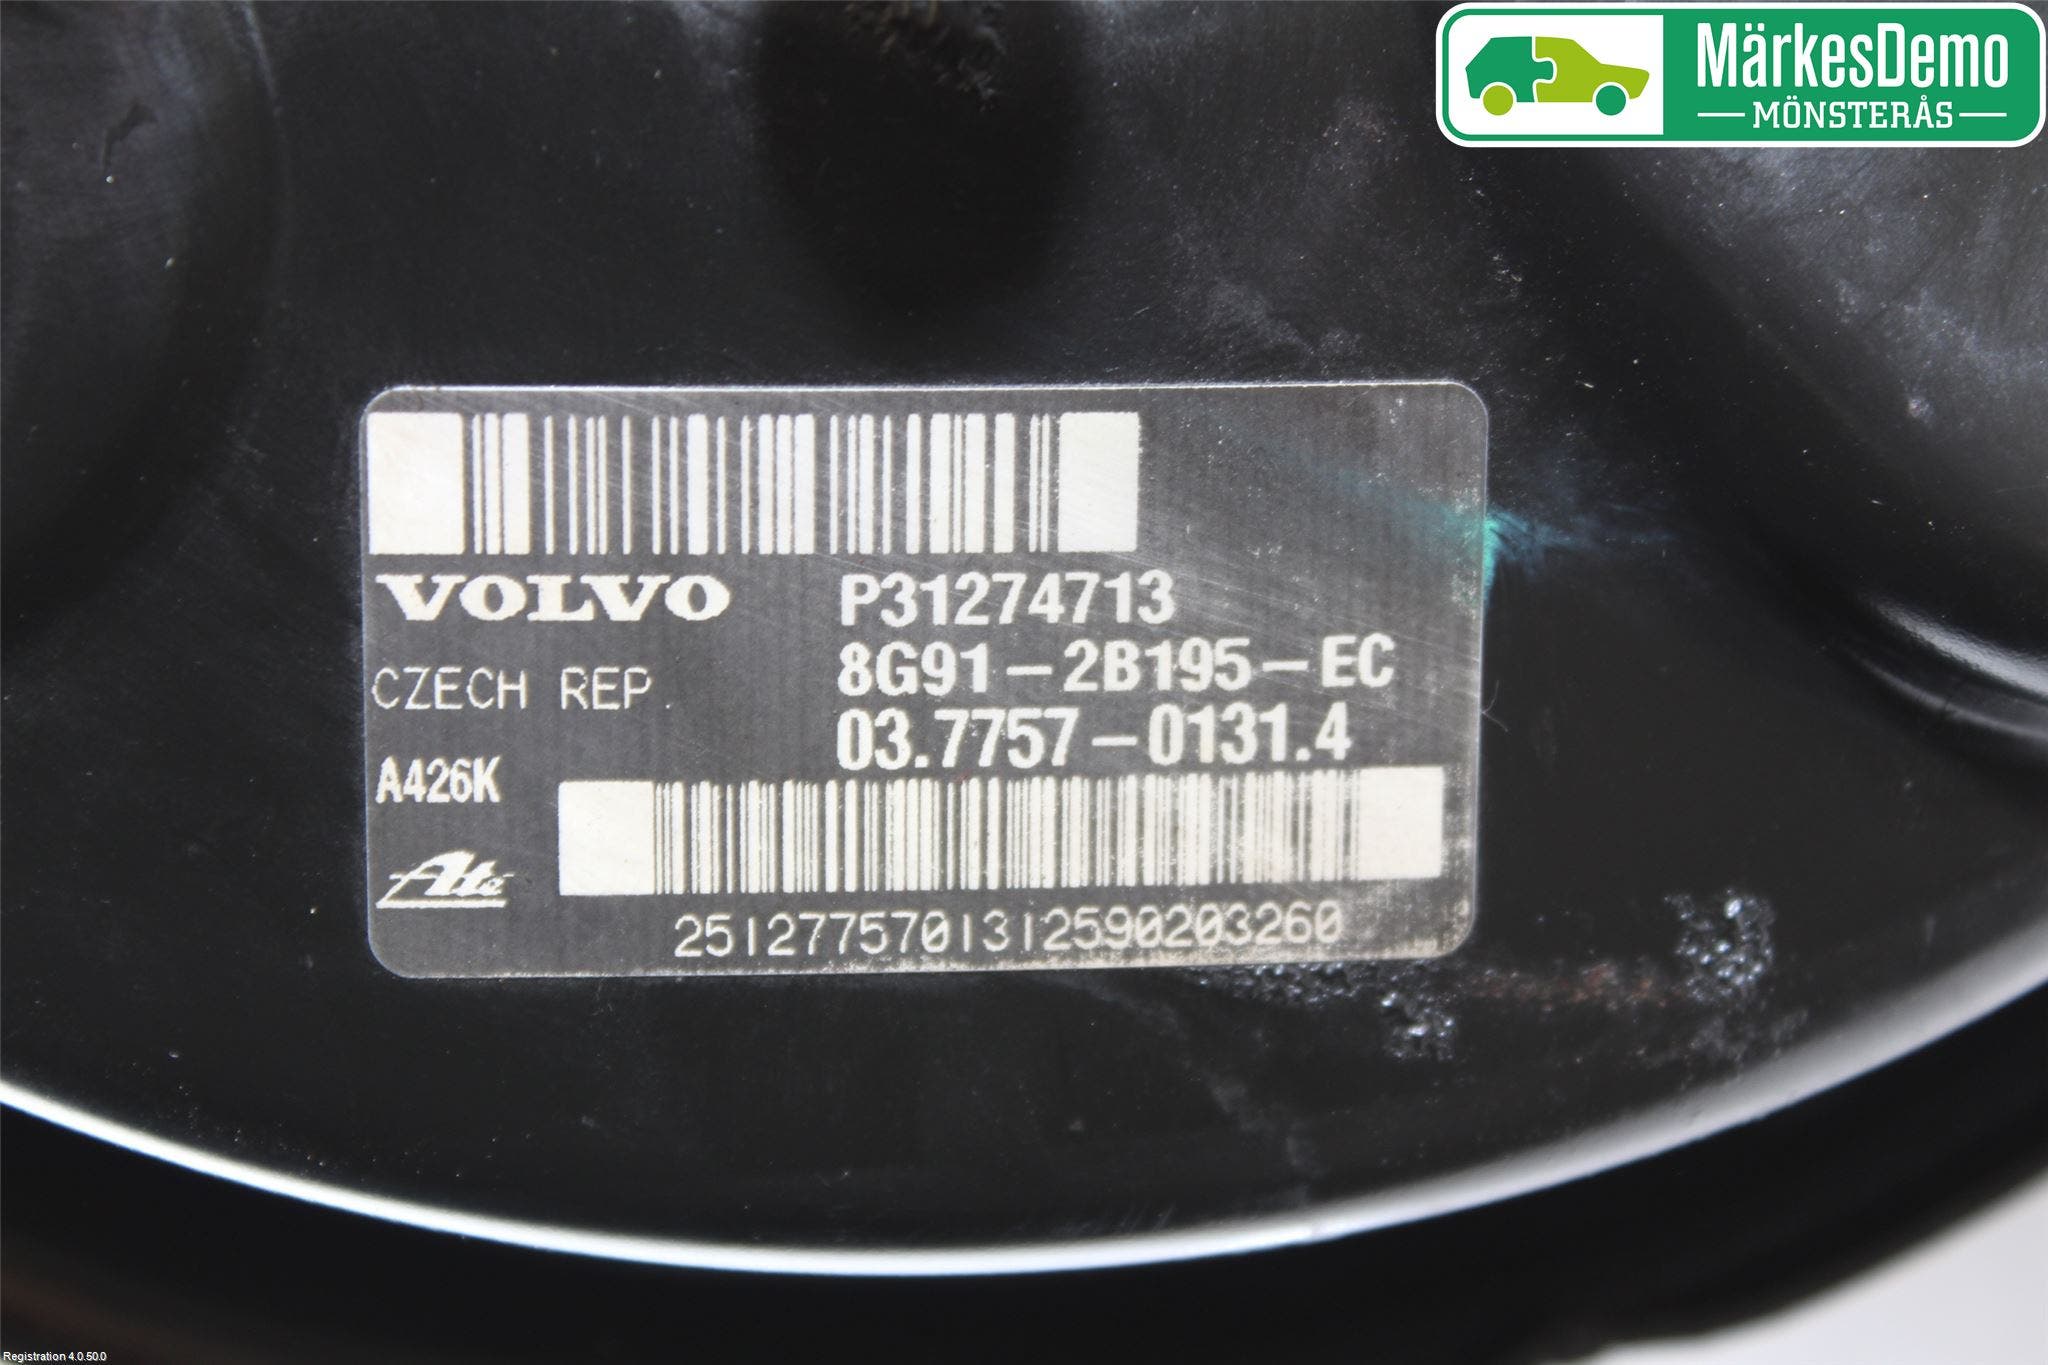 MärkesDemo
MÖNSTERÅS
VOLVO P31274713
8G91-2B195-EC
CZECH REP.
03.7757-0131.4
A426K
Ate
2512775701312590203260
Registration 4.0.50.0